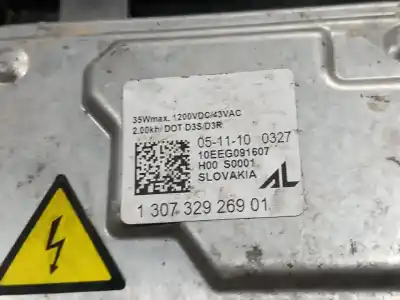 35Wmax. 1200VDC/43VAC
2.00kh/ DOT D3S/D3R
05-11-10 0327
10EEG091607
H00 S0001
SLOVAKIA AL
1 307 329 269 01